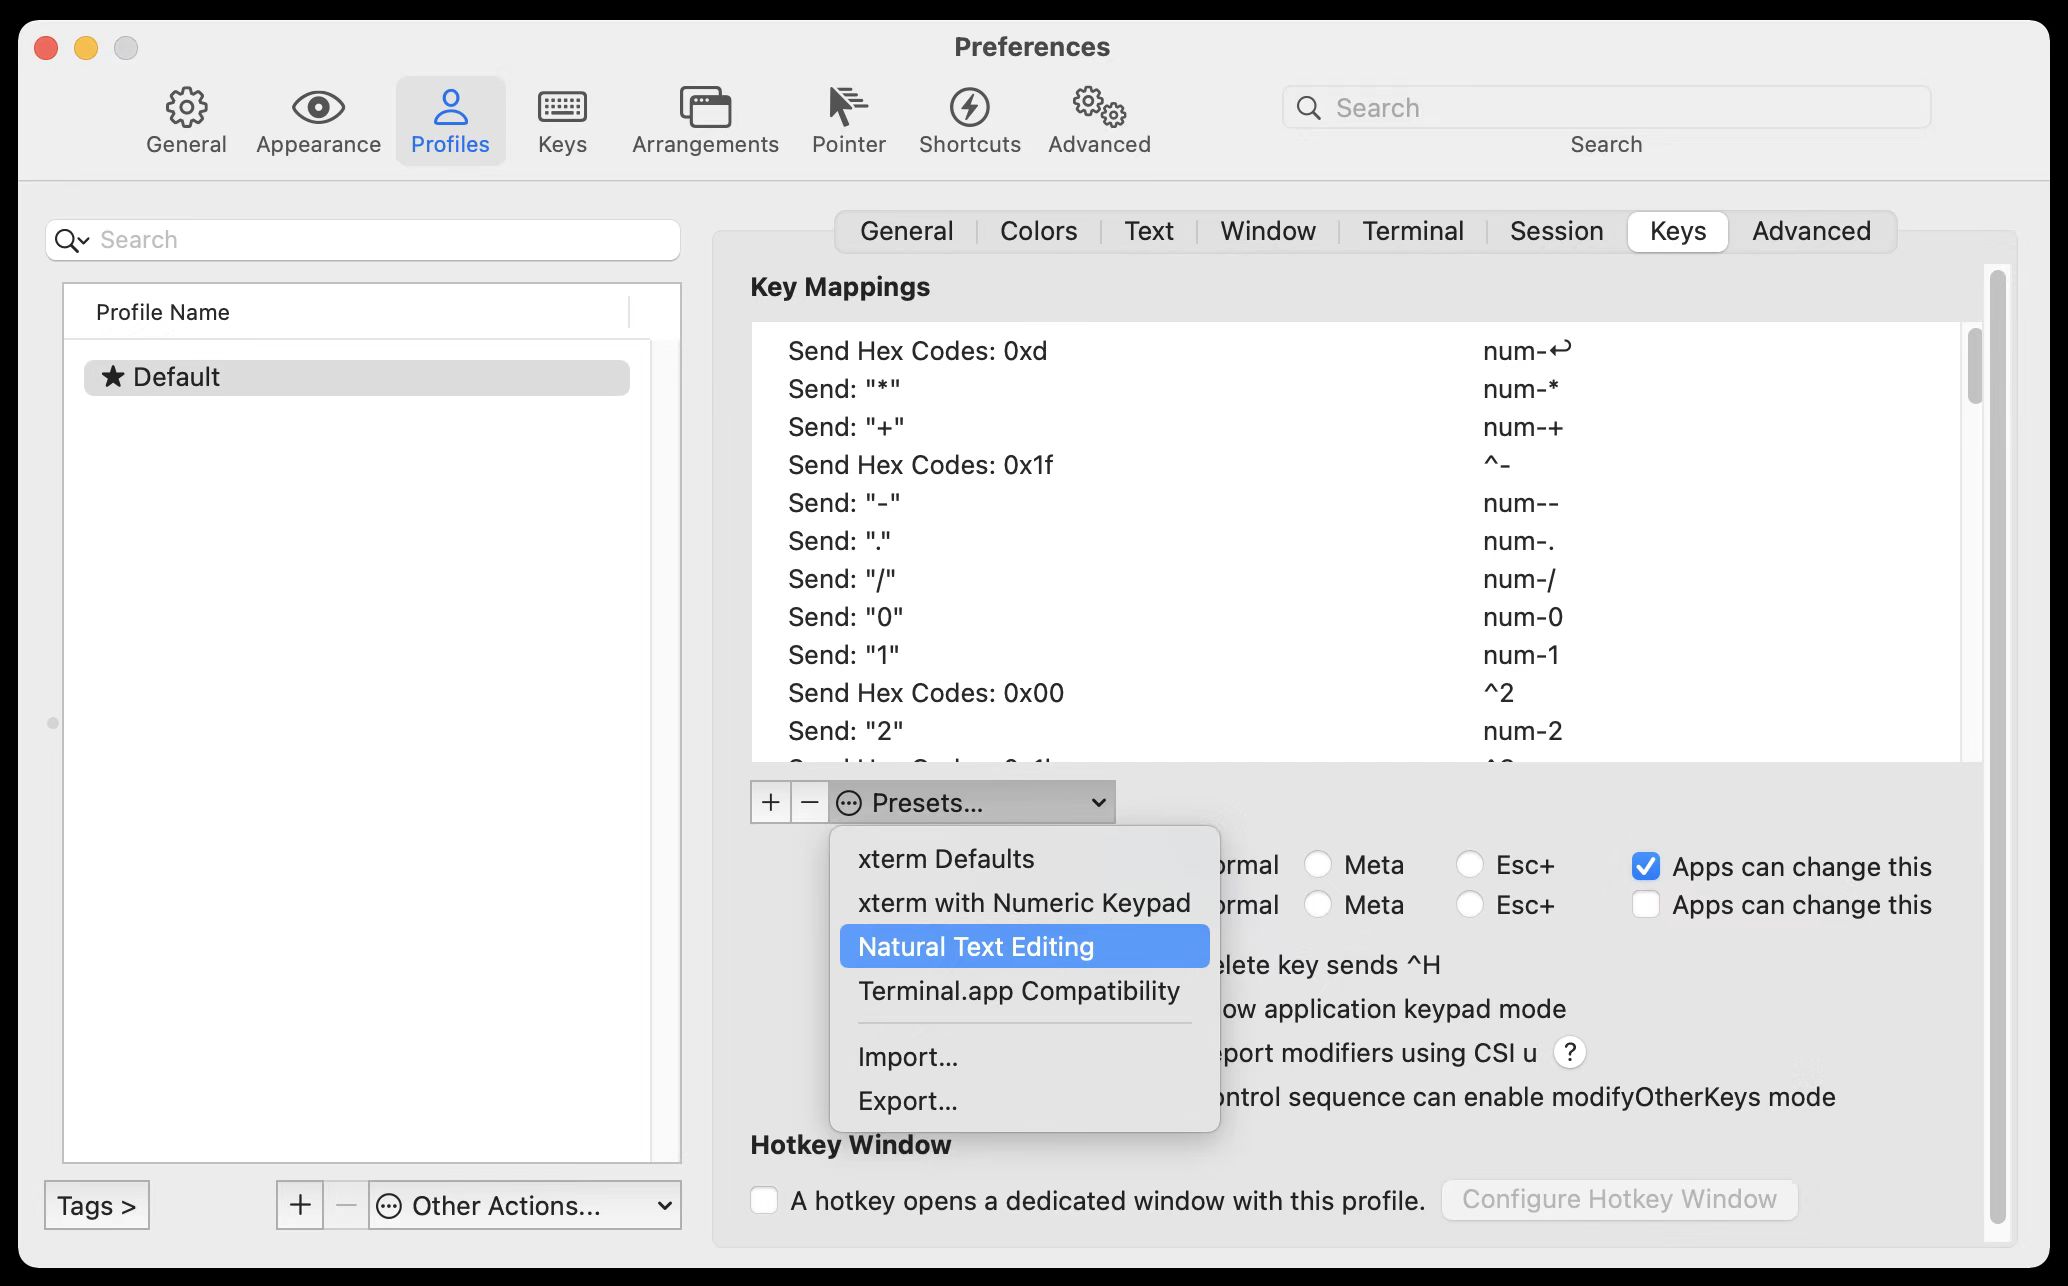 Preferences
General
Appearance
Profiles
Keys
Arrangements
Pointer
Shortcuts
Advanced
Search
Search
Search
Profile Name
★ Default
Tags >
+
−
Other Actions...
General
Colors
Text
Window
Terminal
Session
Keys
Advanced
Key Mappings
Send Hex Codes: 0xd num-↩
Send: "*" num-*
Send: "+" num-+
Send Hex Codes: 0x1f ^-
Send: "-" num--
Send: "." num-.
Send: "/" num-/
Send: "0" num-0
Send: "1" num-1
Send Hex Codes: 0x00 ^2
Send: "2" num-2
+
−
Presets...
xterm Defaults
xterm with Numeric Keypad
Natural Text Editing
Terminal.app Compatibility
Import...
Export...
ormal Meta Esc+ Apps can change this
ormal Meta Esc+ Apps can change this
elete key sends ^H
ow application keypad mode
eport modifiers using CSI u ?
ontrol sequence can enable modifyOtherKeys mode
Hotkey Window
A hotkey opens a dedicated window with this profile. Configure Hotkey Window